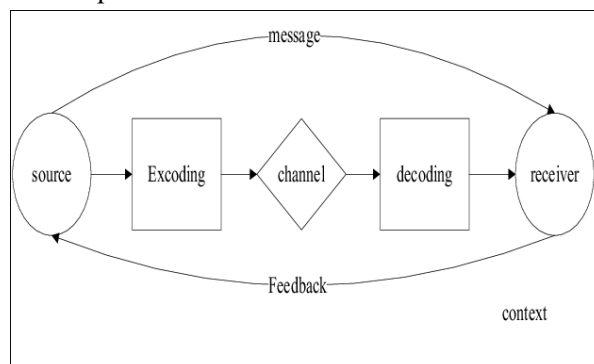 message
source
Excoding
channel
decoding
receiver
Feedback
context